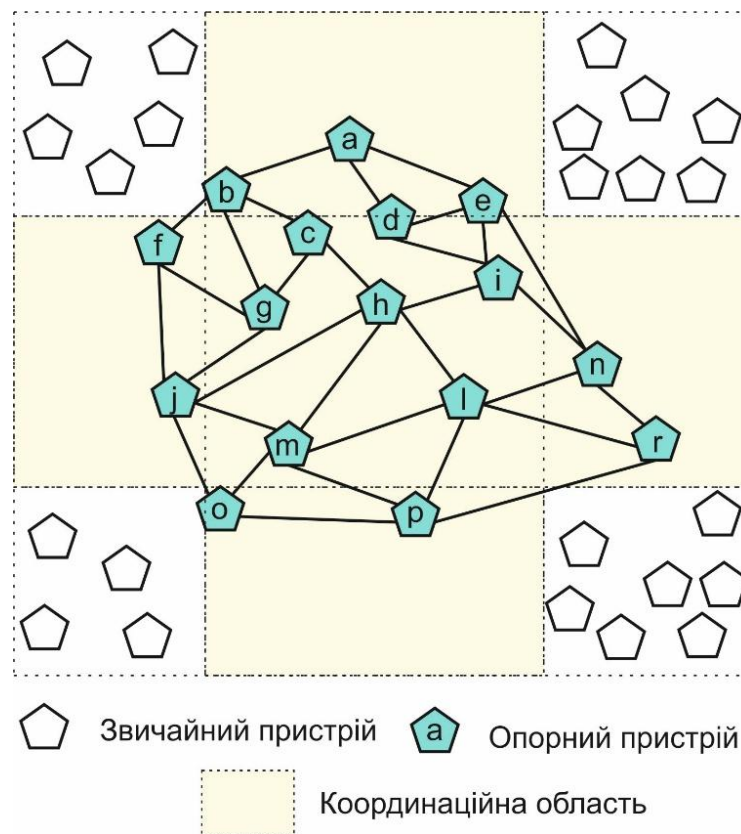 a
b
e
d
c
f
i
g
h
n
j
l
r
m
o
p
Звичайний пристрій
a
Опорний пристрій
Координаційна область